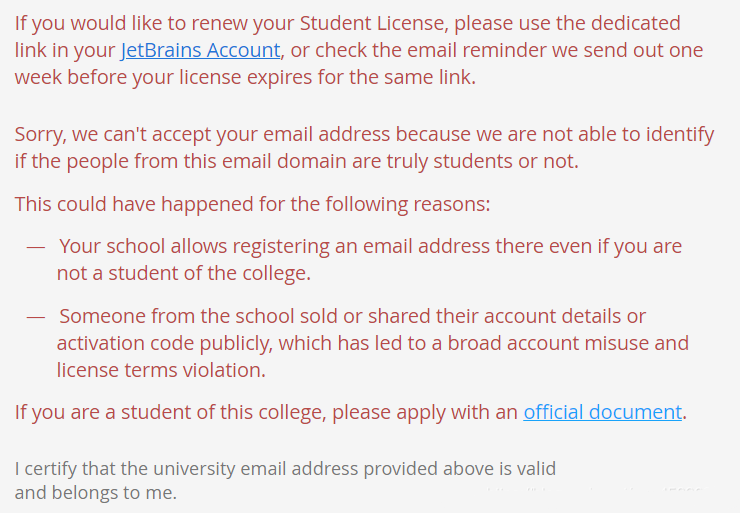 If you would like to renew your Student License, please use the dedicated
link in your JetBrains Account, or check the email reminder we send out one
week before your license expires for the same link.
Sorry, we can't accept your email address because we are not able to identify
if the people from this email domain are truly students or not.
This could have happened for the following reasons:
— Your school allows registering an email address there even if you are
not a student of the college.
— Someone from the school sold or shared their account details or
activation code publicly, which has led to a broad account misuse and
license terms violation.
If you are a student of this college, please apply with an official document.
I certify that the university email address provided above is valid
and belongs to me.